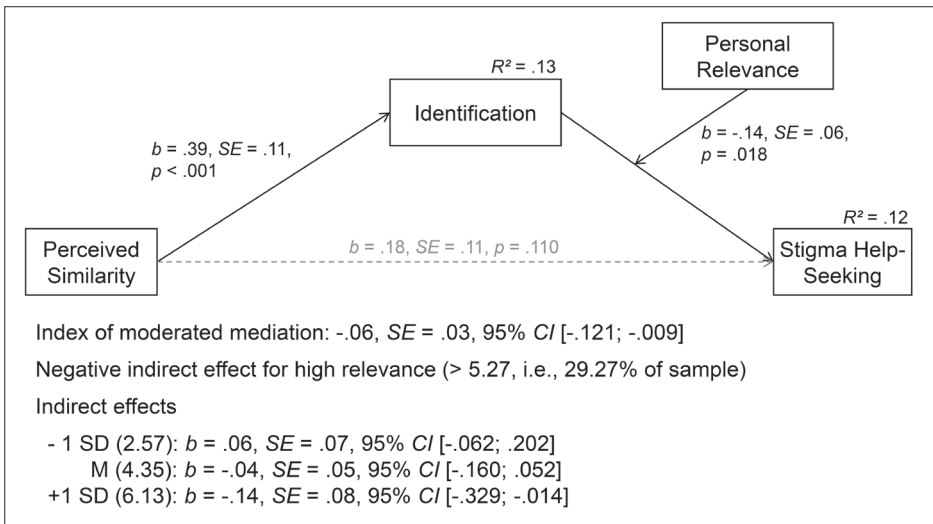 Personal
Relevance
R² = .13
Identification
b = -.14, SE = .06,
p = .018
b = .39, SE = .11,
p < .001
R² = .12
Perceived
Similarity
b = .18, SE = .11, p = .110
Stigma Help-
Seeking
Index of moderated mediation: -.06, SE = .03, 95% CI [-.121; -.009]
Negative indirect effect for high relevance (> 5.27, i.e., 29.27% of sample)
Indirect effects
- 1 SD (2.57): b = .06, SE = .07, 95% CI [-.062; .202]
M (4.35): b = -.04, SE = .05, 95% CI [-.160; .052]
+1 SD (6.13): b = -.14, SE = .08, 95% CI [-.329; -.014]